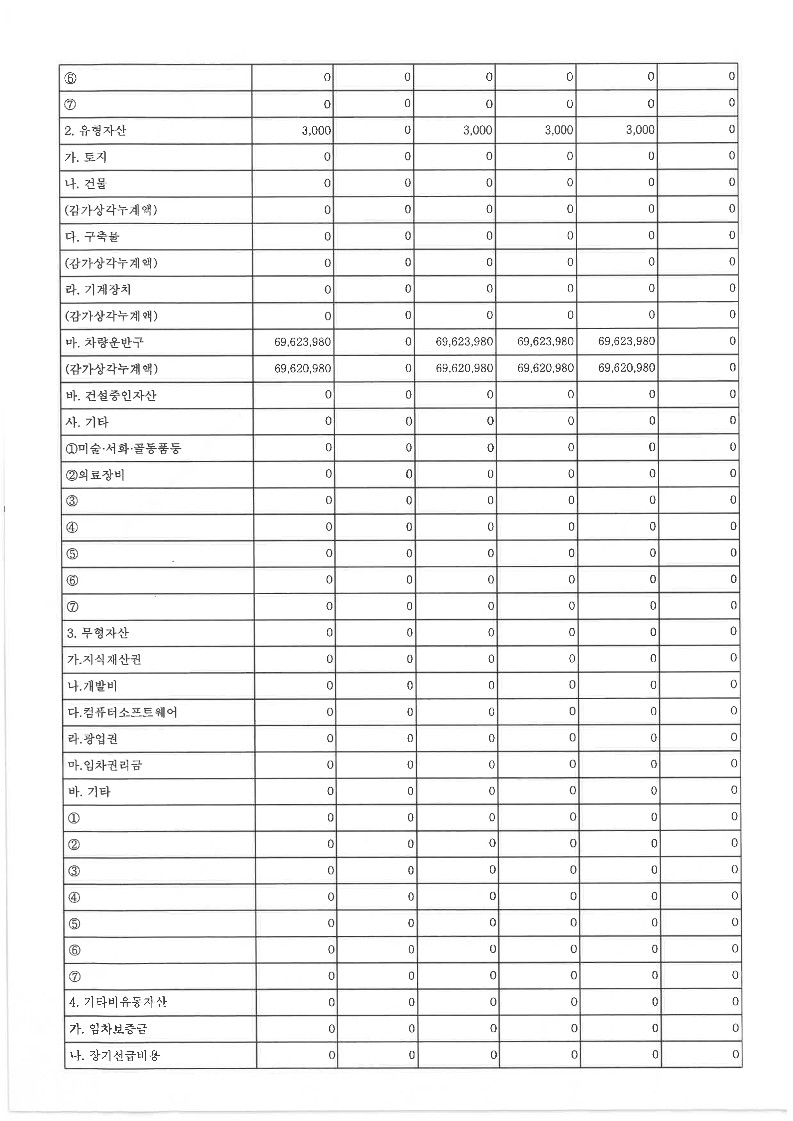 ⑥ 0 0 0 0 0 0
⑦ 0 0 0 0 0 0
2. 유형자산 3,000 0 3,000 3,000 3,000 0
가. 토지 0 0 0 0 0 0
나. 건물 0 0 0 0 0 0
(감가상각누계액) 0 0 0 0 0 0
다. 구축물 0 0 0 0 0 0
(감가상각누계액) 0 0 0 0 0 0
라. 기계장치 0 0 0 0 0 0
(감가상각누계액) 0 0 0 0 0 0
마. 차량운반구 69,623,980 0 69,623,980 69,623,980 69,623,980 0
(감가상각누계액) 69,620,980 0 69,620,980 69,620,980 69,620,980 0
바. 건설중인자산 0 0 0 0 0 0
사. 기타 0 0 0 0 0 0
①미술·서화·골동품등 0 0 0 0 0 0
②의료장비 0 0 0 0 0 0
③ 0 0 0 0 0 0
④ 0 0 0 0 0 0
⑤ 0 0 0 0 0 0
⑥ 0 0 0 0 0 0
⑦ 0 0 0 0 0 0
3. 무형자산 0 0 0 0 0 0
가.지식재산권 0 0 0 0 0 0
나.개발비 0 0 0 0 0 0
다.컴퓨터소프트웨어 0 0 0 0 0 0
라.광업권 0 0 0 0 0 0
마.임차권리금 0 0 0 0 0 0
바. 기타 0 0 0 0 0 0
① 0 0 0 0 0 0
② 0 0 0 0 0 0
③ 0 0 0 0 0 0
④ 0 0 0 0 0 0
⑤ 0 0 0 0 0 0
⑥ 0 0 0 0 0 0
⑦ 0 0 0 0 0 0
4. 기타비유동자산 0 0 0 0 0 0
가. 임차보증금 0 0 0 0 0 0
나. 장기선급비용 0 0 0 0 0 0